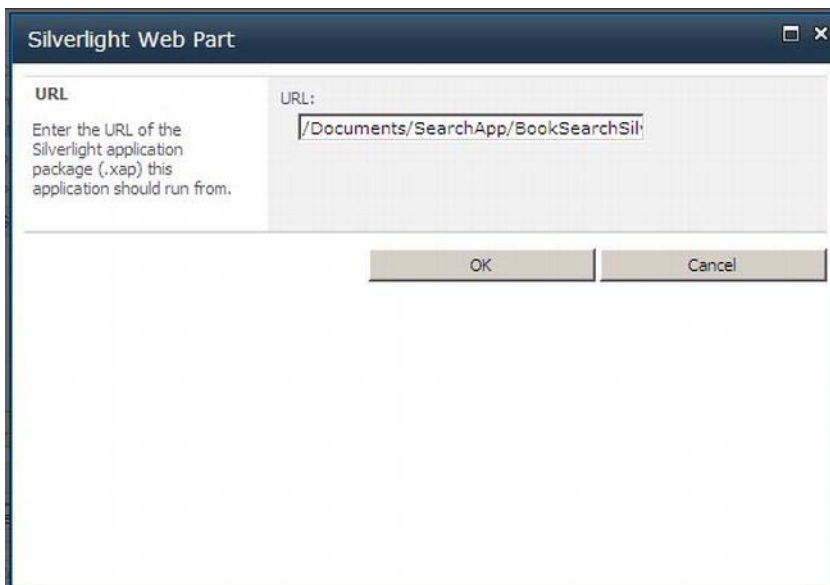 Silverlight Web Part
URL
Enter the URL of the
Silverlight application
package (.xap) this
application should run from.
URL:
/Documents/SearchApp/BookSearchSil
OK
Cancel